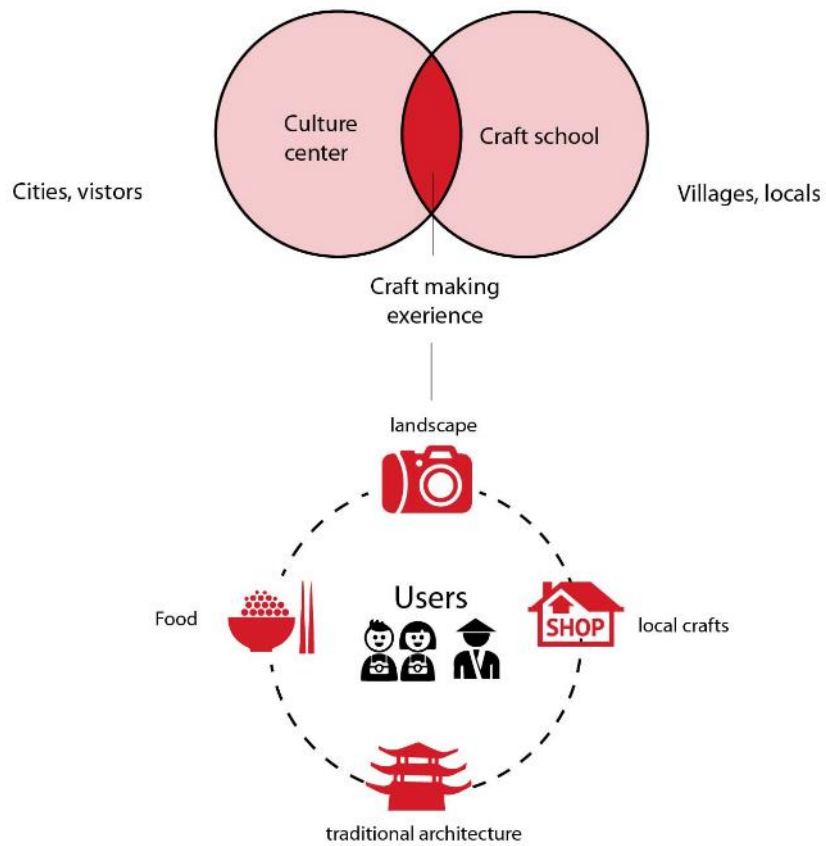 Culture
center
Craft school
Cities, vistors
Villages, locals
Craft making
exerience
landscape
Users
Food
SHOP
local crafts
traditional architecture